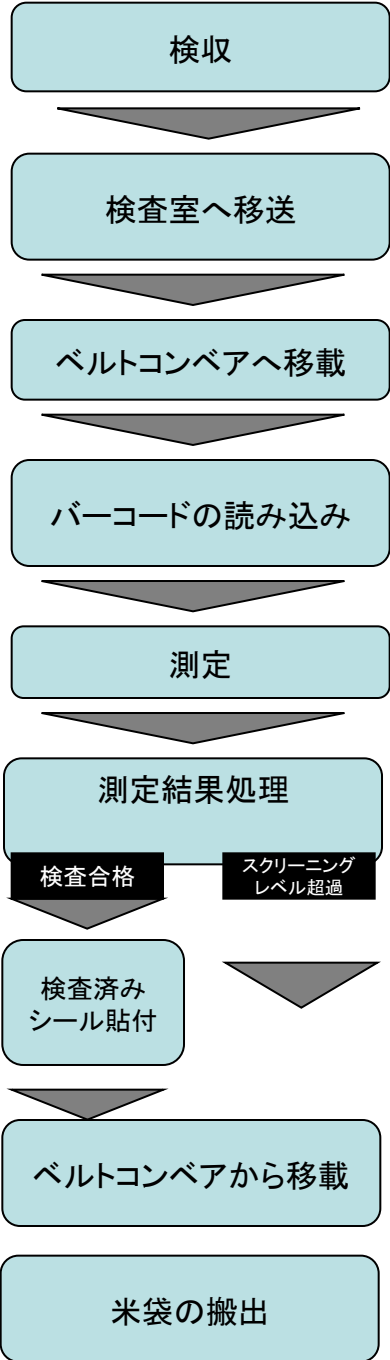 検収
検査室へ移送
ベルトコンベアへ移載
バーコードの読み込み
測定
測定結果処理
検査合格
スクリーニング
レベル超過
検査済み
シール貼付
ベルトコンベアから移載
米袋の搬出